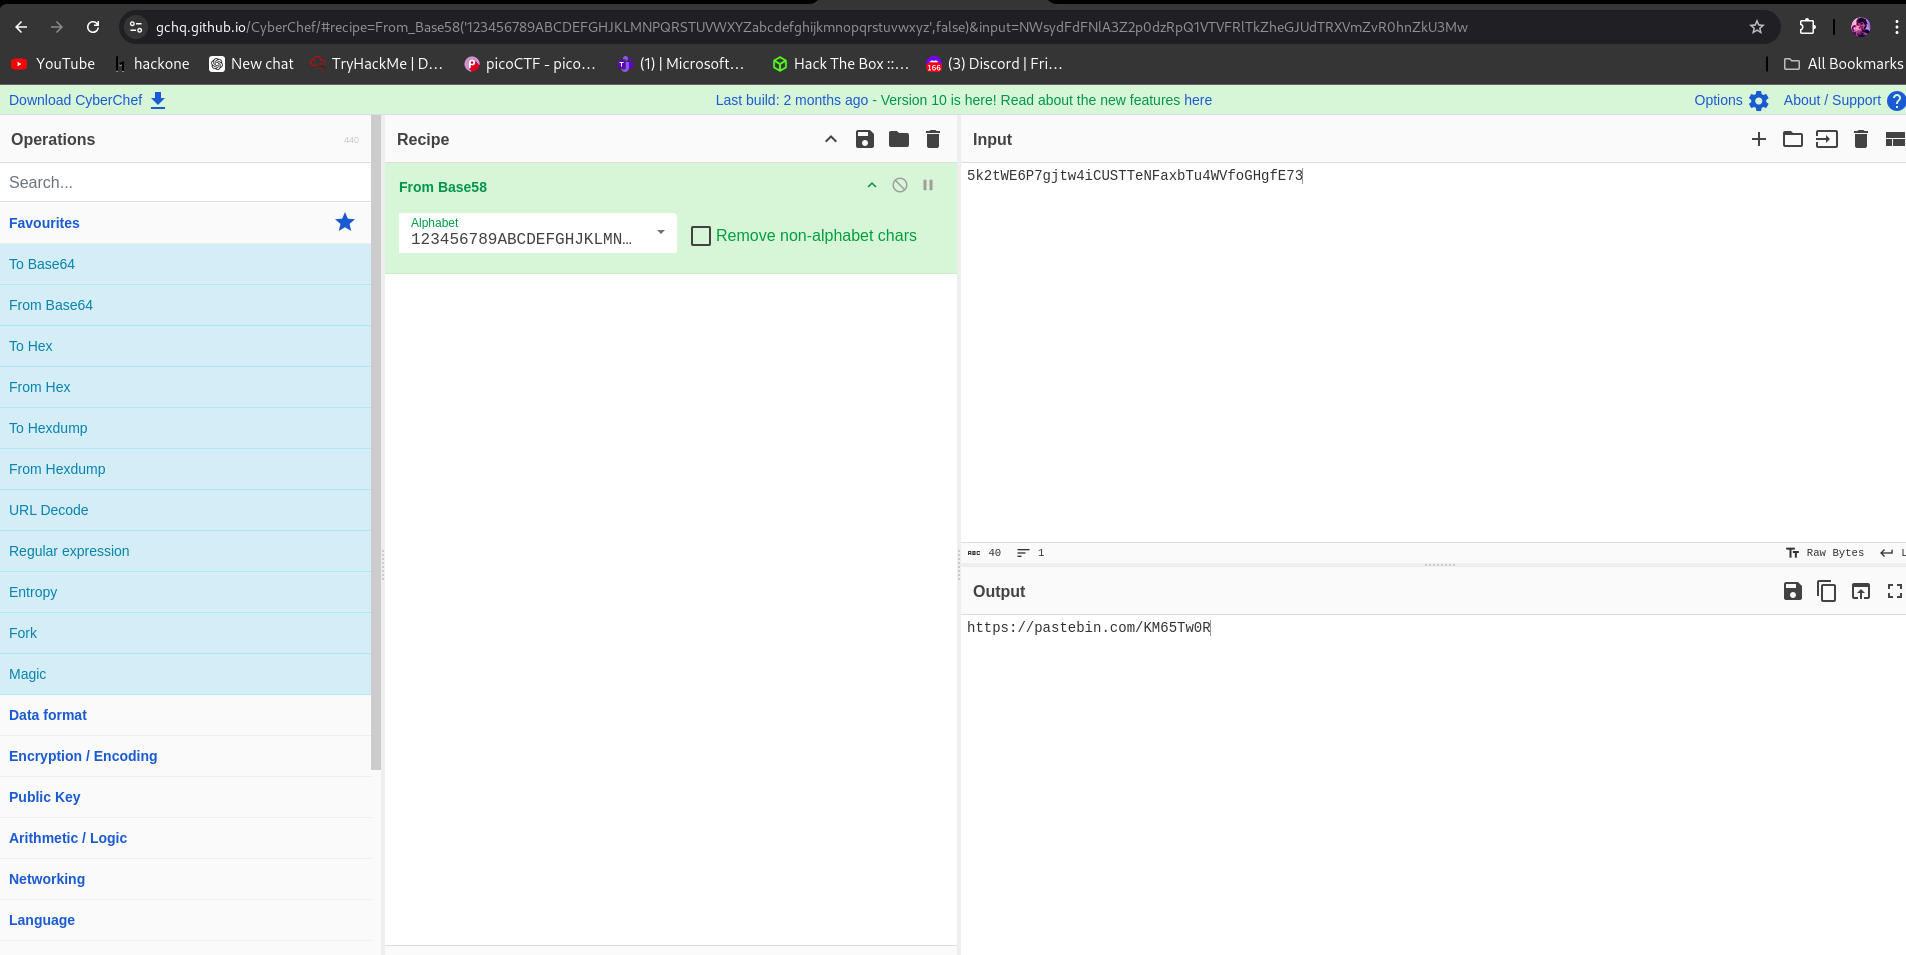 gchq.github.io/CyberChef/#recipe=From_Base58('123456789ABCDEFGHJKLMNPQRSTUVWXYZabcdefghijkmnopqrstuvwxyz',false)&input=NWsydFdFNlA3Z2p0dzRpQ1VTVFRlTkZheGJUdTRXVmZvR0hnZkU3Mw
YouTube
hackone
New chat
TryHackMe | D...
picoCTF - pico...
(1) | Microsoft...
Hack The Box ::...
166
(3) Discord | Fri...
All Bookmarks
Download CyberChef
Last build: 2 months ago - Version 10 is here! Read about the new features here
Options
About / Support
Operations
440
Recipe
Input
Search...
From Base58
5k2tWE6P7gjtw4iCUSTTeNFaxbTu4WVfoGHgfE73
Favourites
Alphabet
123456789ABCDEFGHJKLMN...
Remove non-alphabet chars
To Base64
From Base64
To Hex
From Hex
To Hexdump
From Hexdump
URL Decode
Regular expression
Entropy
Fork
Magic
Data format
Encryption / Encoding
Public Key
Arithmetic / Logic
Networking
Language
ABC 40
1
Tт Raw Bytes
L
Output
https://pastebin.com/KM65Tw0R